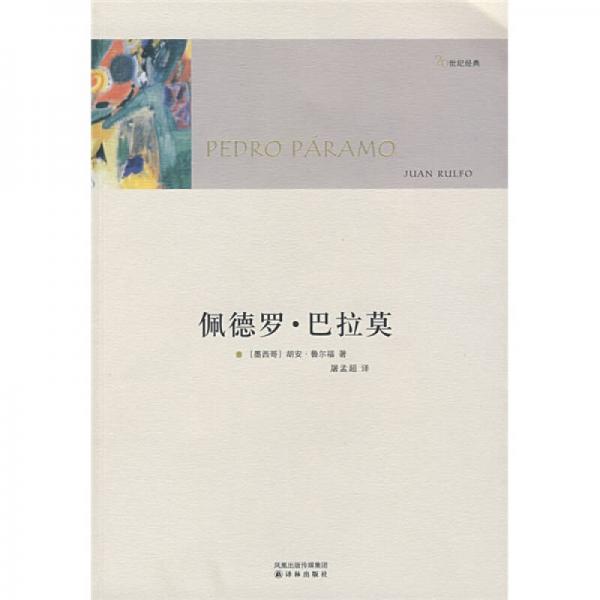 20世纪经典
PEDRO PÁRAMO
JUAN RULFO
佩德罗·巴拉莫
[墨西哥] 胡安·鲁尔福 著
屠孟超 译
凤凰出版传媒集团
译林出版社